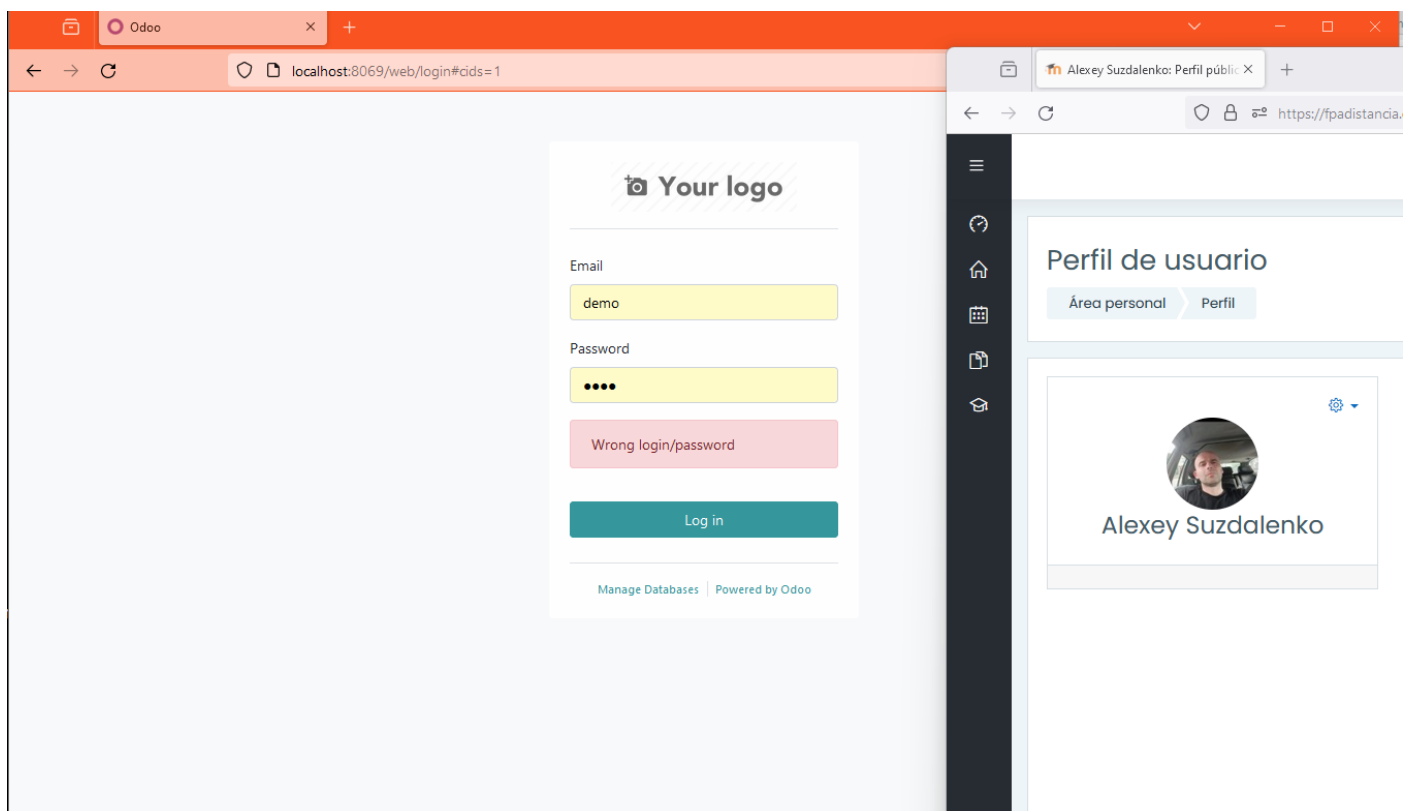 Odoo
localhost:8069/web/login#cids=1
Your logo
Email
demo
Password
Wrong login/password
Log in
Manage Databases
Powered by Odoo
Alexey Suzdalenko: Perfil públic
https://fpadistancia.
Perfil de usuario
Área personal
Perfil
Alexey Suzdalenko